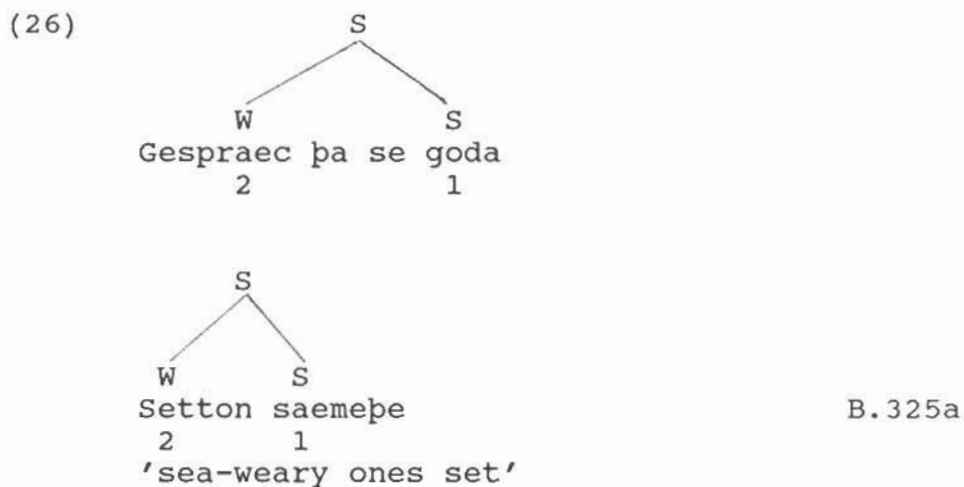 (26) S
W S
Gespraec þa se goda
2 1
S
W S
Setton saemeþe B.325a
2 1
'sea-weary ones set'